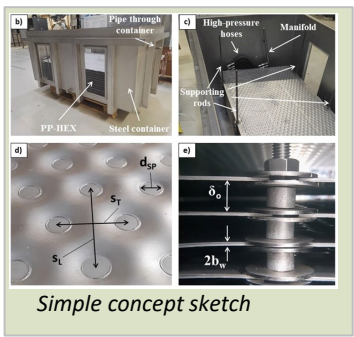 b)
Pipe through
container
PP-HEX
Steel container
c)
High-pressure
hoses
Manifold
Supporting
rods
d)
dSP
sT
sL
e)
δo
2bw
Simple concept sketch